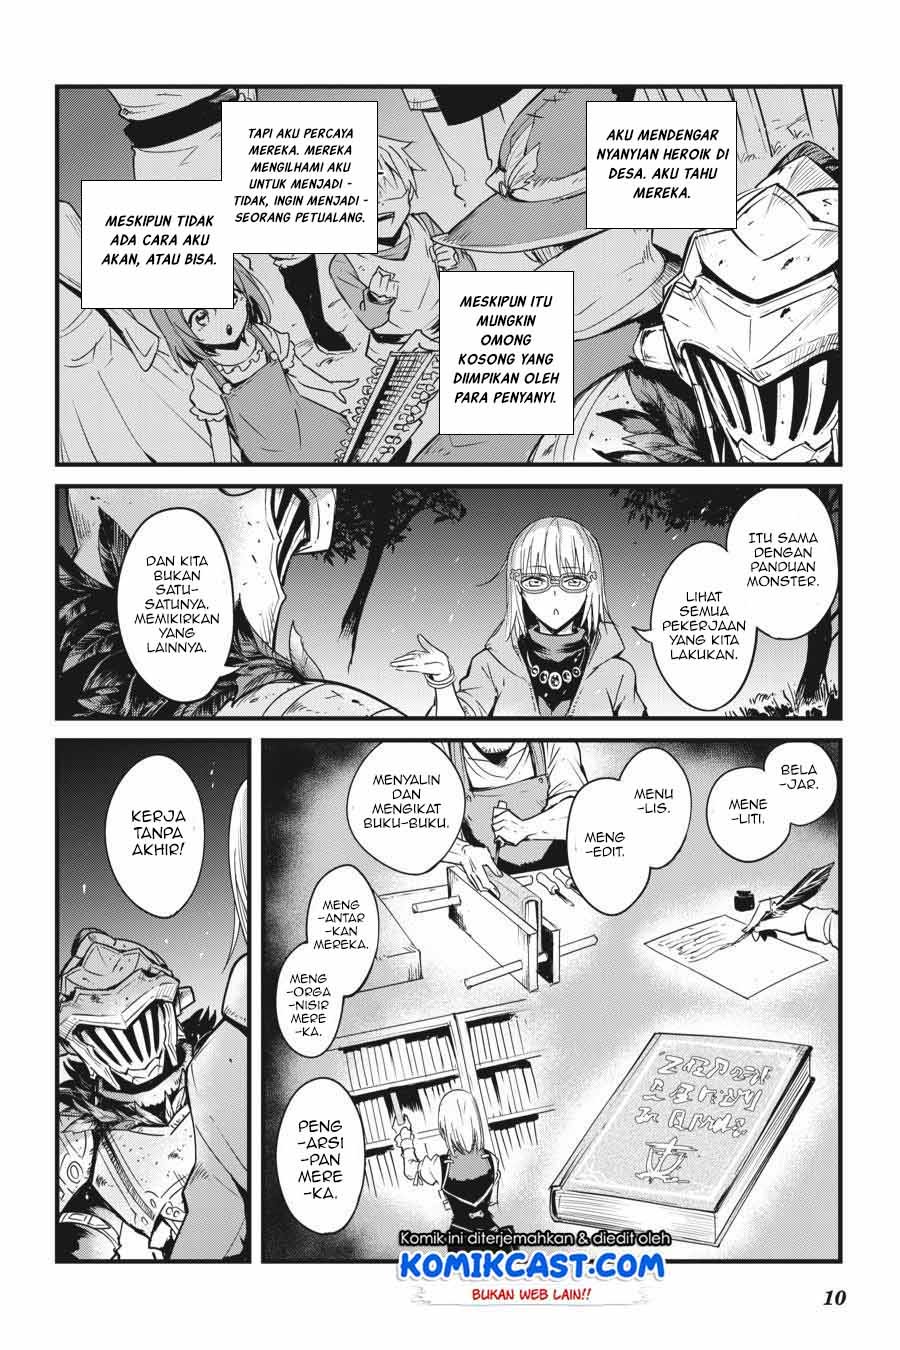 AKU MENDENGAR
NYANYIAN HEROIK DI
DESA. AKU TAHU
MEREKA.
MESKIPUN ITU
MUNGKIN
OMONG
KOSONG YANG
DIIMPIKAN OLEH
PARA PENYANYI.
TAPI AKU PERCAYA
MEREKA. MEREKA
MENGILHAMI AKU
UNTUK MENJADI -
TIDAK, INGIN MENJADI -
SEORANG PETUALANG.
MESKIPUN TIDAK
ADA CARA AKU
AKAN, ATAU BISA.
ITU SAMA
DENGAN
PANDUAN
MONSTER.
LIHAT
SEMUA
PEKERJAAN
YANG KITA
LAKUKAN.
DAN KITA
BUKAN
SATU-
SATUNYA,
MEMIKIRKAN
YANG
LAINNYA.
BELA
-JAR.
MENE
-LITI.
MENU
-LIS.
MENG
-EDIT.
MENYALIN
DAN
MENGIKAT
BUKU-BUKU.
MENG
-ANTAR
-KAN
MEREKA.
MENG
-ORGA
-NISIR
MERE
-KA.
PENG
-ARSI
-PAN
MERE
-KA.
KERJA
TANPA
AKHIR!
Komik ini diterjemahkan & diedit oleh
KOMIKCAST.COM
BUKAN WEB LAIN!!
10